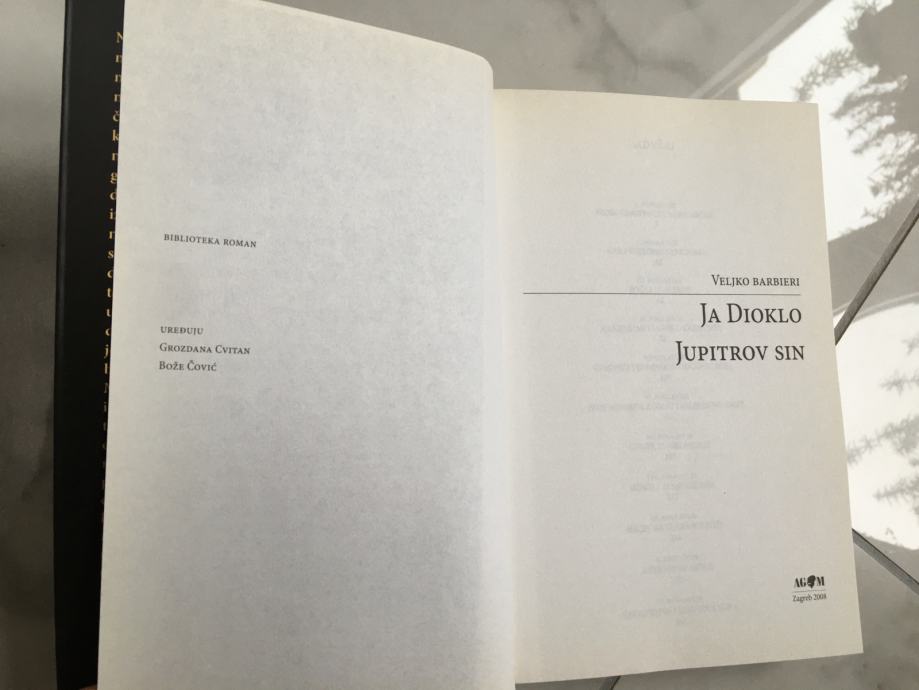 BIBLIOTEKA ROMAN
UREĐUJU
GROZDANA CVITAN
BOŽE ČOVIĆ
VELJKO BARBIERI
JA DIOKLO
JUPITROV SIN
AGM
Zagreb 2008